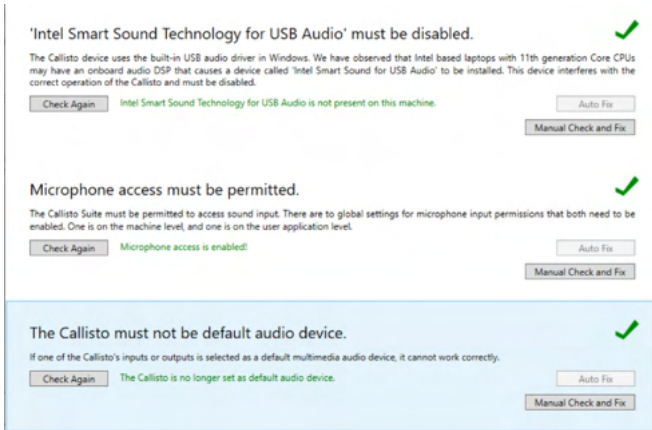 'Intel Smart Sound Technology for USB Audio' must be disabled.
The Callisto device uses the built-in USB audio driver in Windows. We have observed that Intel based laptops with 11th generation Core CPUs
may have an onboard audio DSP that causes a device called 'Intel Smart Sound for USB Audio' to be installed. This device interferes with the
correct operation of the Callisto and must be disabled.
Check Again Intel Smart Sound Technology for USB Audio is not present on this machine. Auto Fix
Manual Check and Fix
Microphone access must be permitted.
The Callisto Suite must be permitted to access sound input. There are to global settings for microphone input permissions that both need to be
enabled. One is on the machine level, and one is on the user application level.
Check Again Microphone access is enabled! Auto Fix
Manual Check and Fix
The Callisto must not be default audio device.
If one of the Callisto's inputs or outputs is selected as a default multimedia audio device, it cannot work correctly.
Check Again The Callisto is no longer set as default audio device. Auto Fix
Manual Check and Fix